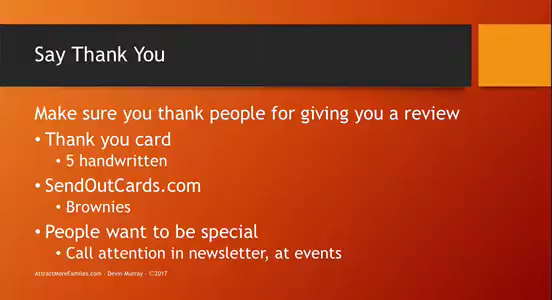 Say Thank You
Make sure you thank people for giving you a review
• Thank you card
• 5 handwritten
• SendOutCards.com
• Brownies
• People want to be special
• Call attention in newsletter, at events
AttractMoreFamilies.com - Devin Murray - ©2017